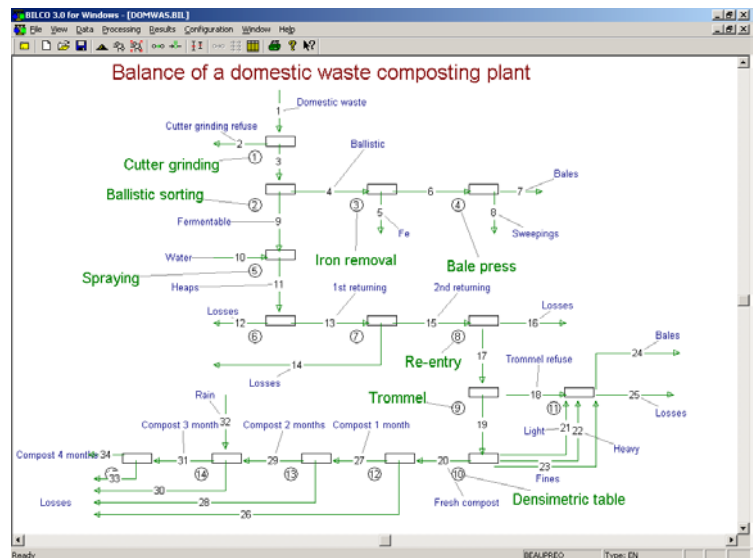 BILCO 3.0 for Windows - [DOMWAS.BIL]
File View Data Processing Results Configuration Window Help
Balance of a domestic waste composting plant
1 Domestic waste
Cutter grinding refuse
2
Cutter grinding 1 3
Ballistic
Ballistic sorting 2 4 3 6 4 7 Bales
Fermentable 9 5 8
Fe Sweepings
Water 10
Iron removal
Bale press
Spraying 5
Heaps 11
1st returning 2nd returning
Losses 12 13 15 16 Losses
6 7 8
14 Losses
Re-entry 17
Trommel refuse
24 Bales
Trommel 9 18 11 25 Losses
Rain 32
19
Light 21 22 Heavy
23 Fines
Compost 3 month Compost 2 months Compost 1 month
Compost 4 months 34 31 29 27 20 10
33 14 13 12
30
Losses 28
26
Fresh compost
Densimetric table
Ready BEAUPREO Type: EN